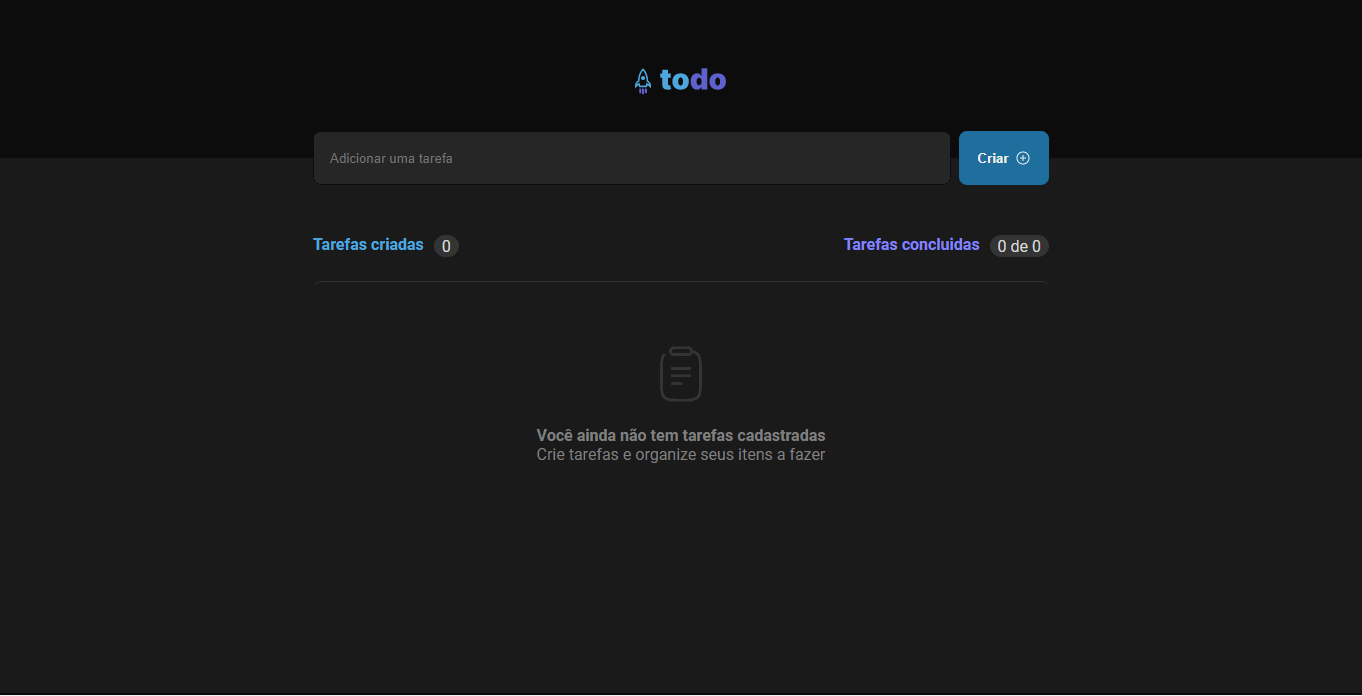 todo
Adicionar uma tarefa
Criar
Tarefas criadas 0
Tarefas concluidas 0 de 0
Você ainda não tem tarefas cadastradas
Crie tarefas e organize seus itens a fazer